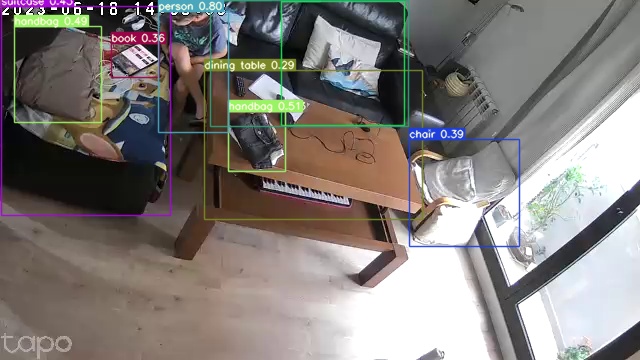 suitcase 0.45
2023-06-18 14
person 0.80
handbag 0.49
book 0.36
dining table 0.29
handbag 0.51
chair 0.39
tapo